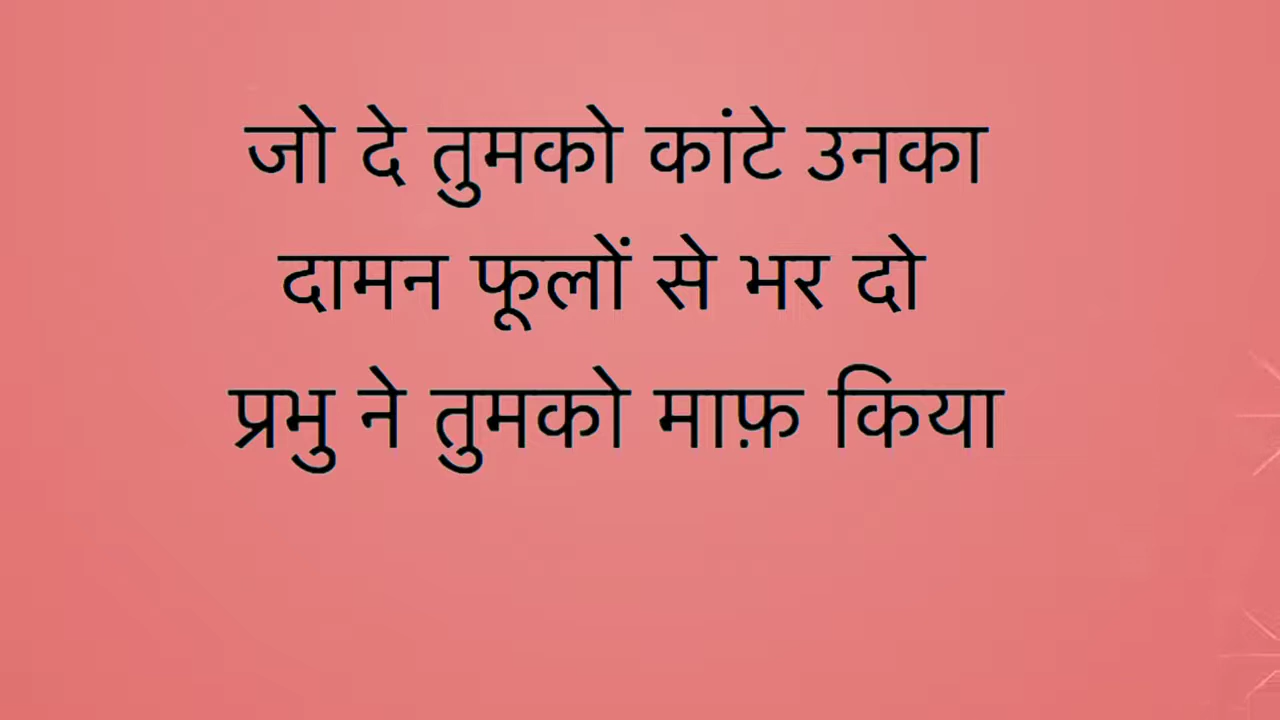 जो दे तुमको कांटे उनका
दामन फूलों से भर दो
प्रभु ने तुमको माफ़ किया